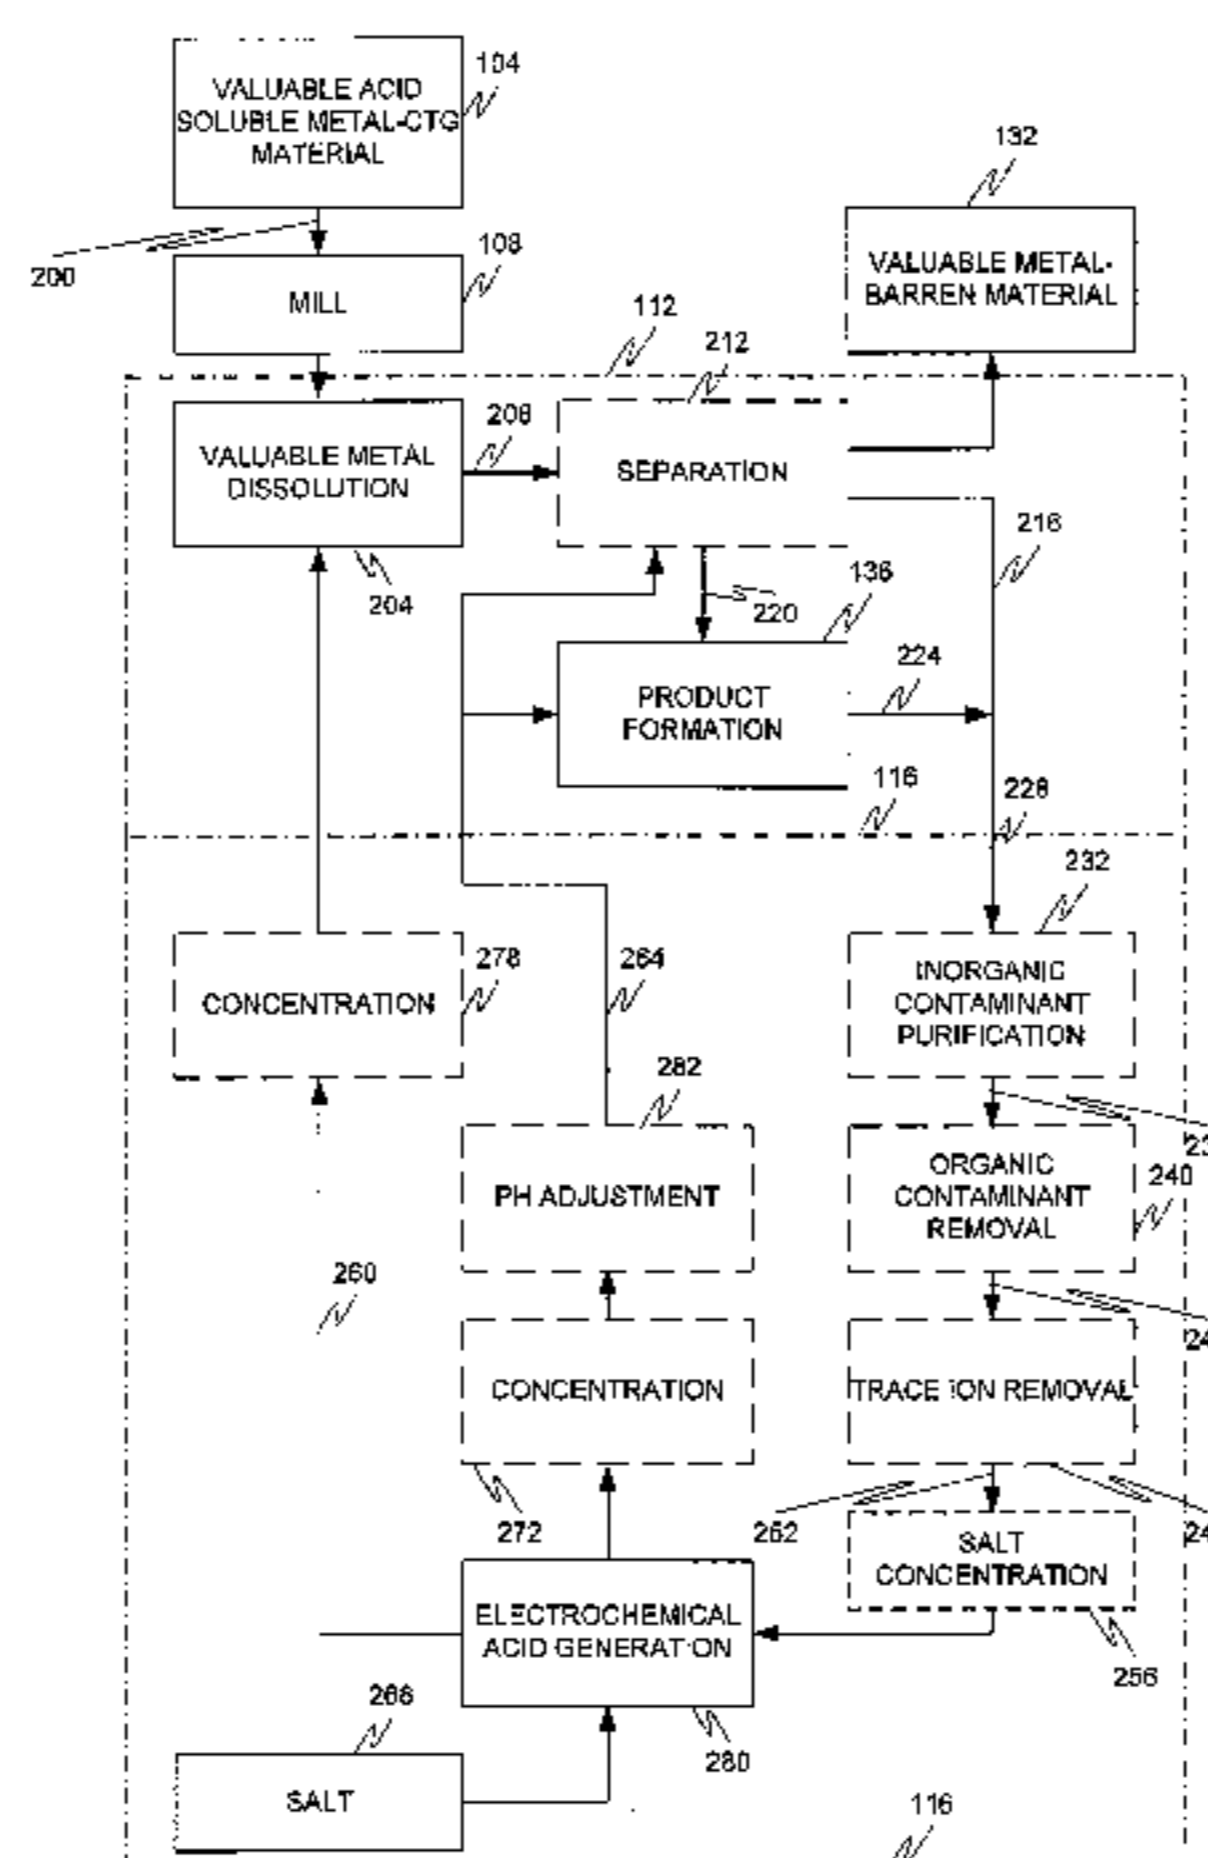 VALUABLE ACID
SOLUBLE METAL-CTG
MATERIAL
104
132
200
MILL
108
VALUABLE METAL-
BARREN MATERIAL
112
212
VALUABLE METAL
DISSOLUTION
208
SEPARATION
216
204
220
136
PRODUCT
FORMATION
224
116
228
232
CONCENTRATION
278
264
INORGANIC
CONTAMINANT
PURIFICATION
282
PH ADJUSTMENT
ORGANIC
CONTAMINANT
REMOVAL
240
260
CONCENTRATION
TRACE ION REMOVAL
272
252
SALT
CONCENTRATION
ELECTROCHEMICAL
ACID GENERATION
256
280
SALT
116